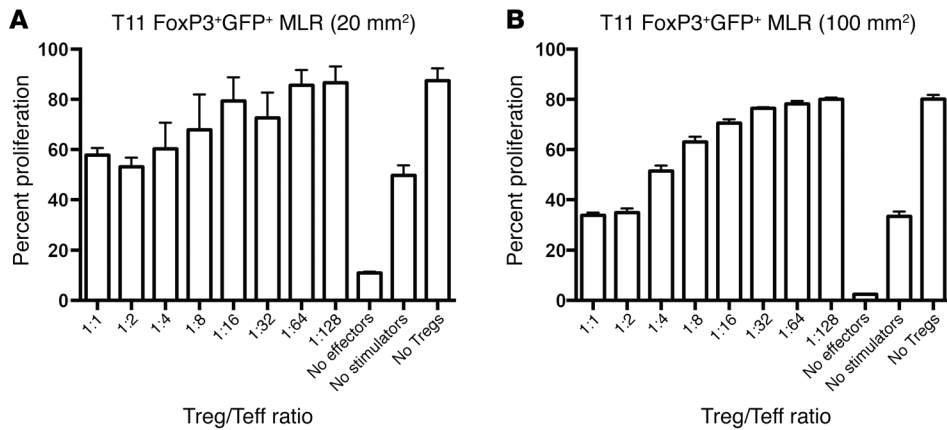 A
T11 FoxP3⁺GFP⁺ MLR (20 mm²)
Percent proliferation
100
80
60
40
20
0
1:1
1:2
1:4
1:8
1:16
1:32
1:64
1:128
No effectors
No stimulators
No Tregs
Treg/Teff ratio
B
T11 FoxP3⁺GFP⁺ MLR (100 mm²)
Percent proliferation
100
80
60
40
20
0
1:1
1:2
1:4
1:8
1:16
1:32
1:64
1:128
No effectors
No stimulators
No Tregs
Treg/Teff ratio